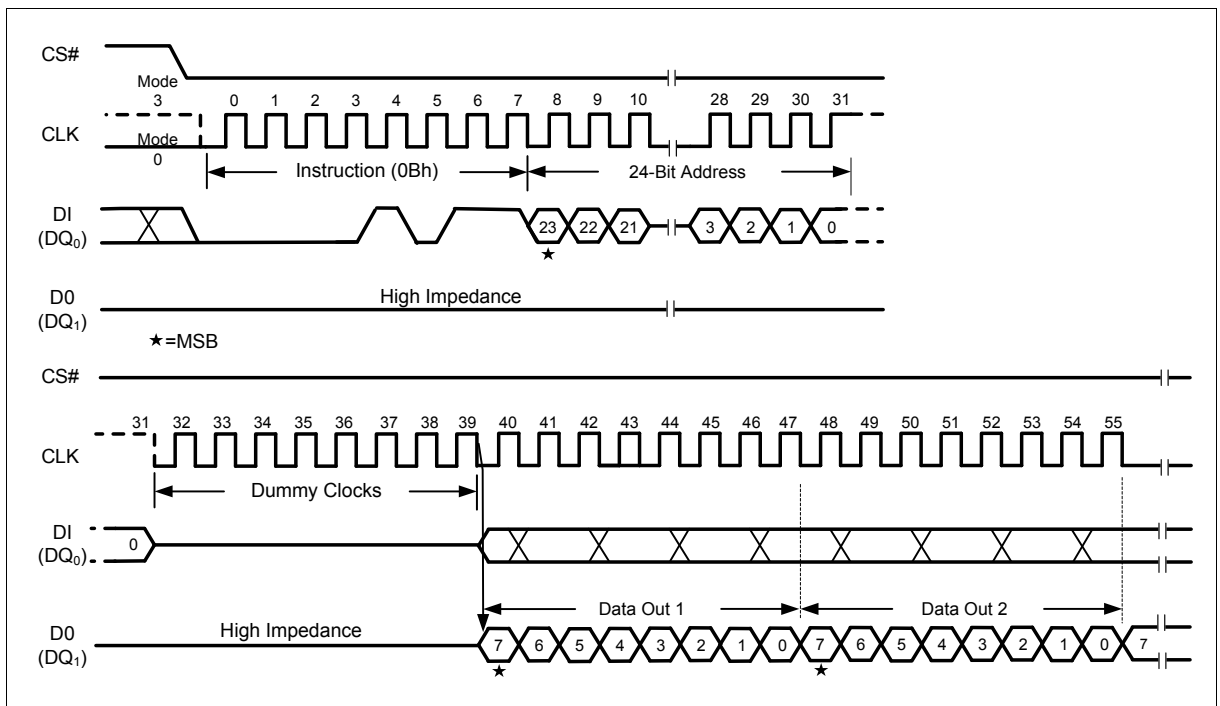 CS#
Mode
3
0 1 2 3 4 5 6 7 8 9 10 28 29 30 31
CLK
Mode
0
Instruction (0Bh)
24-Bit Address
DI
(DQ0)
23 22 21 3 2 1 0
★
D0
(DQ1)
High Impedance
★=MSB
CS#
31 32 33 34 35 36 37 38 39 40 41 42 43 44 45 46 47 48 49 50 51 52 53 54 55
CLK
Dummy Clocks
DI
(DQ0)
0
Data Out 1
Data Out 2
D0
(DQ1)
High Impedance
7 6 5 4 3 2 1 0 7 6 5 4 3 2 1 0 7
★ ★